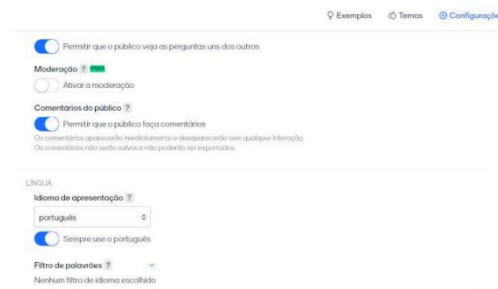 Exemplos Temas Configuraçõe
Permitir que o público veja as perguntas uns dos outros
Moderação ?
Ativar a moderação
Comentários do público ?
Permitir que o público faça comentários
Os comentários aparecerão imediatamente e desaparecerão sem qualquer interação
Os comentários não serão salvos e não poderão ser exportados.
LÍNGUA
Idioma de apresentação ?
português
Sempre use o português
Filtro de palavrões ?
Nenhum filtro de idioma escolhido